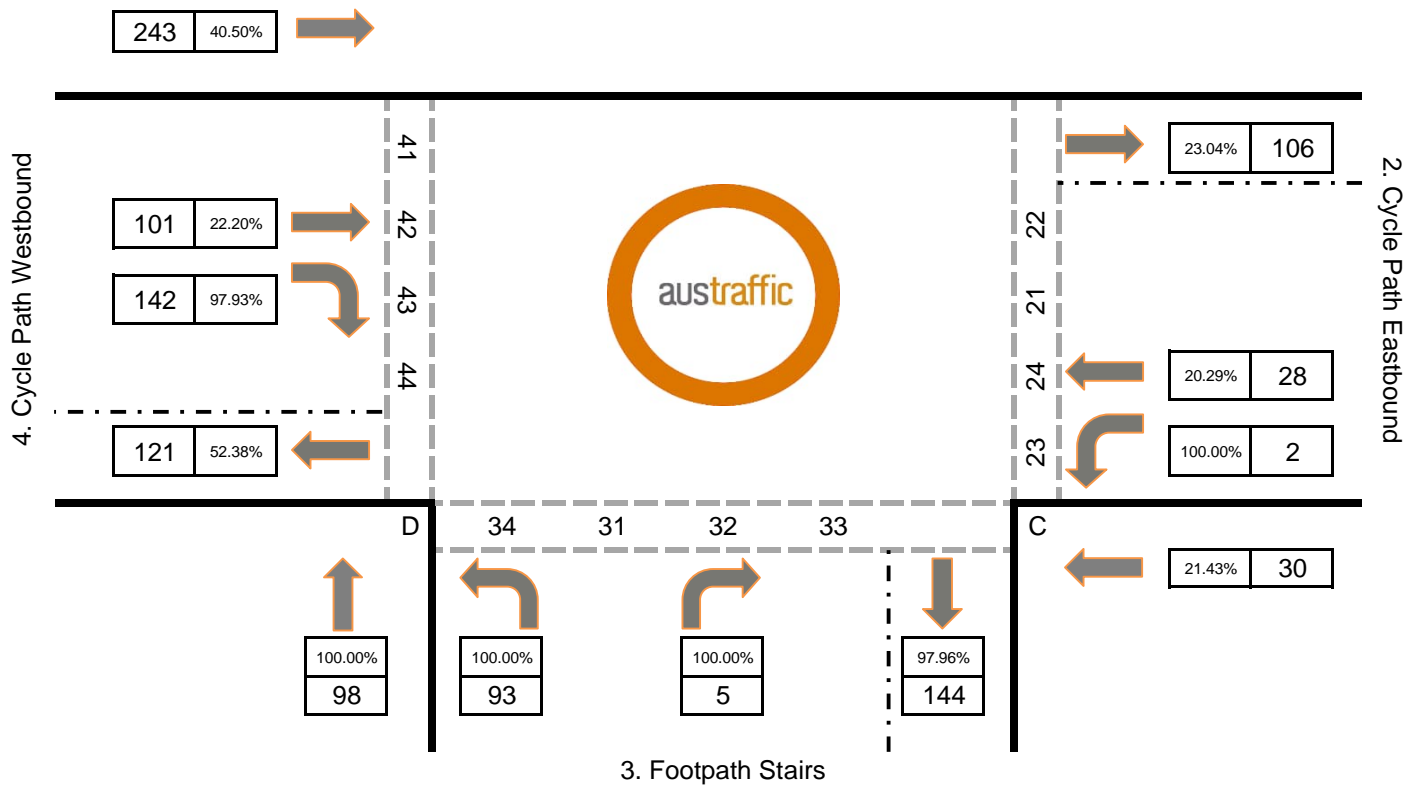 243 40.50%
4. Cycle Path Westbound
41
42
43
44
101 22.20%
142 97.93%
121 52.38%
austraffic
22
21
24
23
23.04% 106
20.29% 28
100.00% 2
2. Cycle Path Eastbound
D 34 31 32 33 C
21.43% 30
100.00% 100.00% 100.00% 97.96%
98 93 5 144
3. Footpath Stairs